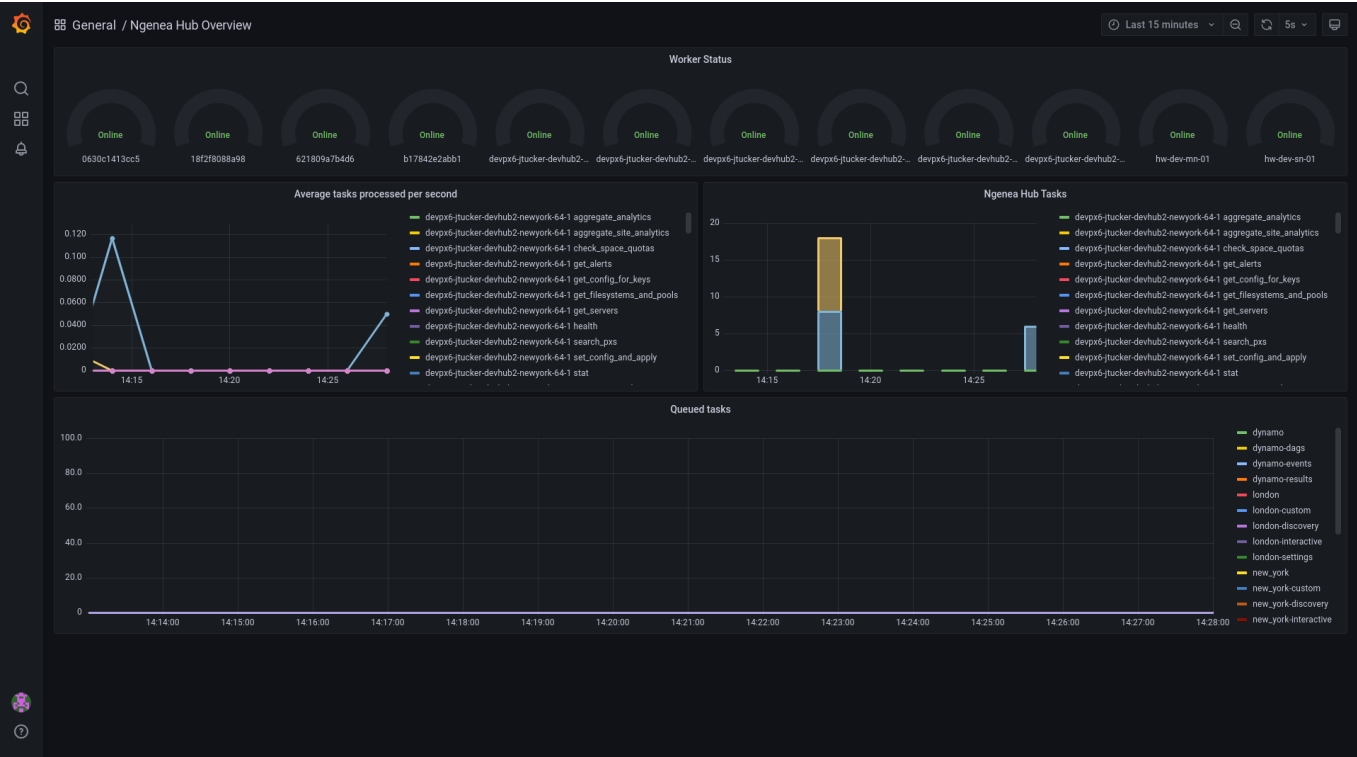 General / Ngenea Hub Overview
Last 15 minutes
5s
Worker Status
Online Online Online Online Online Online Online Online Online Online Online Online
0630c1413cc5 18f2f8088a98 621809a7b4d6 b17842e2abb1 devpx6-jtucker-devhub2-... devpx6-jtucker-devhub2-... devpx6-jtucker-devhub2-... devpx6-jtucker-devhub2-... devpx6-jtucker-devhub2-... devpx6-jtucker-devhub2-... hw-dev-mn-01 hw-dev-sn-01
Average tasks processed per second
0.120
0.100
0.0800
0.0600
0.0400
0.0200
0
14:15 14:20 14:25
devpx6-jtucker-devhub2-newyork-64-1 aggregate_analytics
devpx6-jtucker-devhub2-newyork-64-1 aggregate_site_analytics
devpx6-jtucker-devhub2-newyork-64-1 check_space_quotas
devpx6-jtucker-devhub2-newyork-64-1 get_alerts
devpx6-jtucker-devhub2-newyork-64-1 get_config_for_keys
devpx6-jtucker-devhub2-newyork-64-1 get_filesystems_and_pools
devpx6-jtucker-devhub2-newyork-64-1 get_servers
devpx6-jtucker-devhub2-newyork-64-1 health
devpx6-jtucker-devhub2-newyork-64-1 search_pxs
devpx6-jtucker-devhub2-newyork-64-1 set_config_and_apply
devpx6-jtucker-devhub2-newyork-64-1 stat
Ngenea Hub Tasks
20
15
10
5
0
14:15 14:20 14:25
devpx6-jtucker-devhub2-newyork-64-1 aggregate_analytics
devpx6-jtucker-devhub2-newyork-64-1 aggregate_site_analytics
devpx6-jtucker-devhub2-newyork-64-1 check_space_quotas
devpx6-jtucker-devhub2-newyork-64-1 get_alerts
devpx6-jtucker-devhub2-newyork-64-1 get_config_for_keys
devpx6-jtucker-devhub2-newyork-64-1 get_filesystems_and_pools
devpx6-jtucker-devhub2-newyork-64-1 get_servers
devpx6-jtucker-devhub2-newyork-64-1 health
devpx6-jtucker-devhub2-newyork-64-1 search_pxs
devpx6-jtucker-devhub2-newyork-64-1 set_config_and_apply
devpx6-jtucker-devhub2-newyork-64-1 stat
Queued tasks
100.0
80.0
60.0
40.0
20.0
0
14:14:00 14:15:00 14:16:00 14:17:00 14:18:00 14:19:00 14:20:00 14:21:00 14:22:00 14:23:00 14:24:00 14:25:00 14:26:00 14:27:00 14:28:00
dynamo
dynamo-dags
dynamo-events
dynamo-results
london
london-custom
london-discovery
london-interactive
london-settings
new_york
new_york-custom
new_york-discovery
new_york-interactive